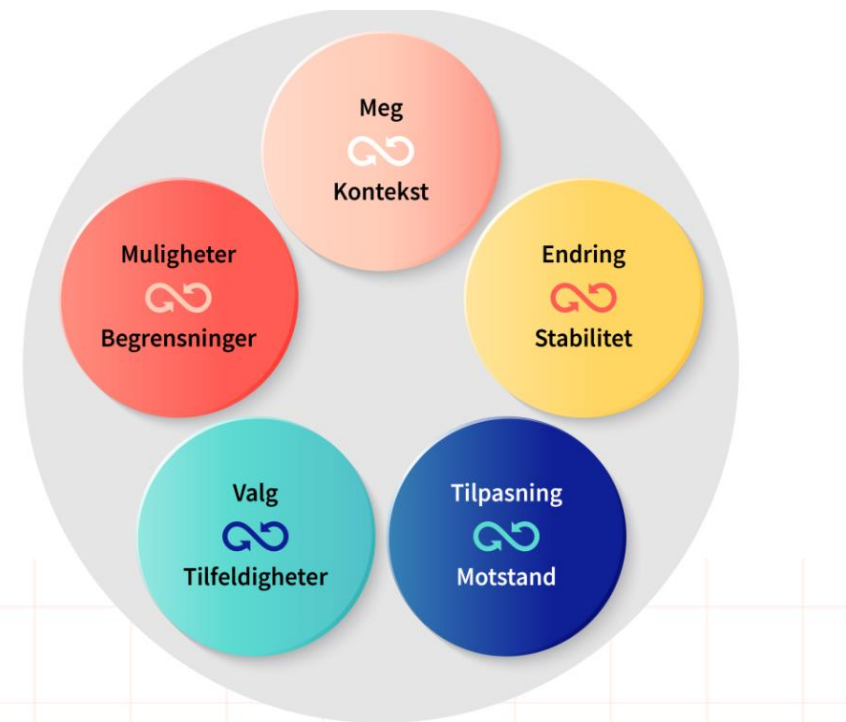 Meg
Kontekst
Muligheter
Begrensninger
Endring
Stabilitet
Valg
Tilfeldigheter
Tilpasning
Motstand